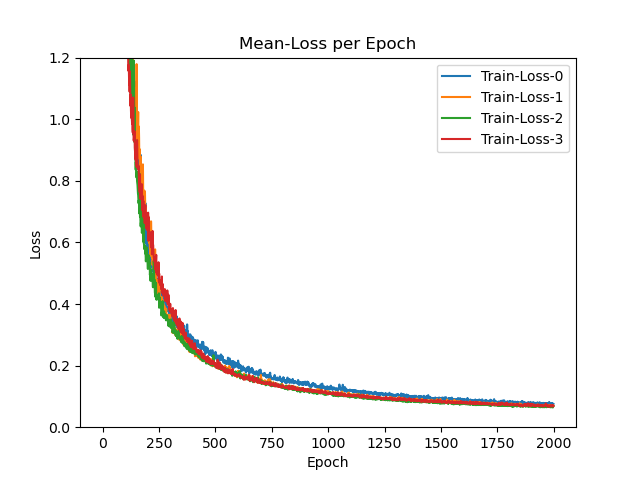 Mean-Loss per Epoch
1.2
1.0
0.8
0.6
0.4
0.2
0.0
Loss
Train-Loss-0
Train-Loss-1
Train-Loss-2
Train-Loss-3
0 250 500 750 1000 1250 1500 1750 2000
Epoch